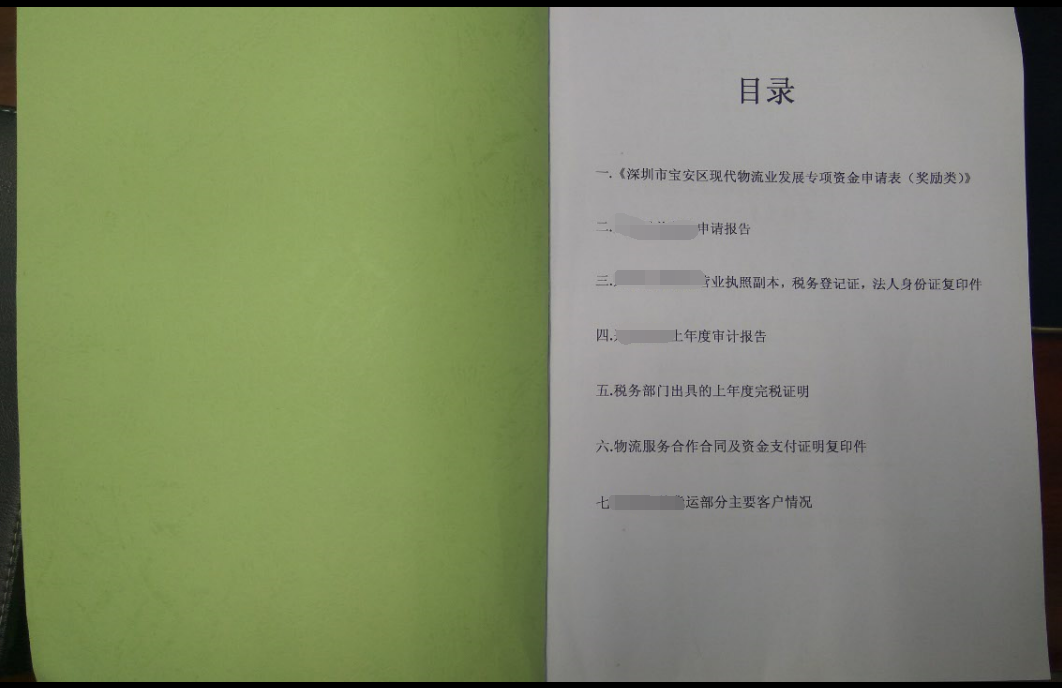 目录
一.《深圳市宝安区现代物流业发展专项资金申请表（奖励类）》
二.申请报告
三.营业执照副本，税务登记证，法人身份证复印件
四.上年度审计报告
五.税务部门出具的上年度完税证明
六.物流服务合作合同及资金支付证明复印件
七运部分主要客户情况